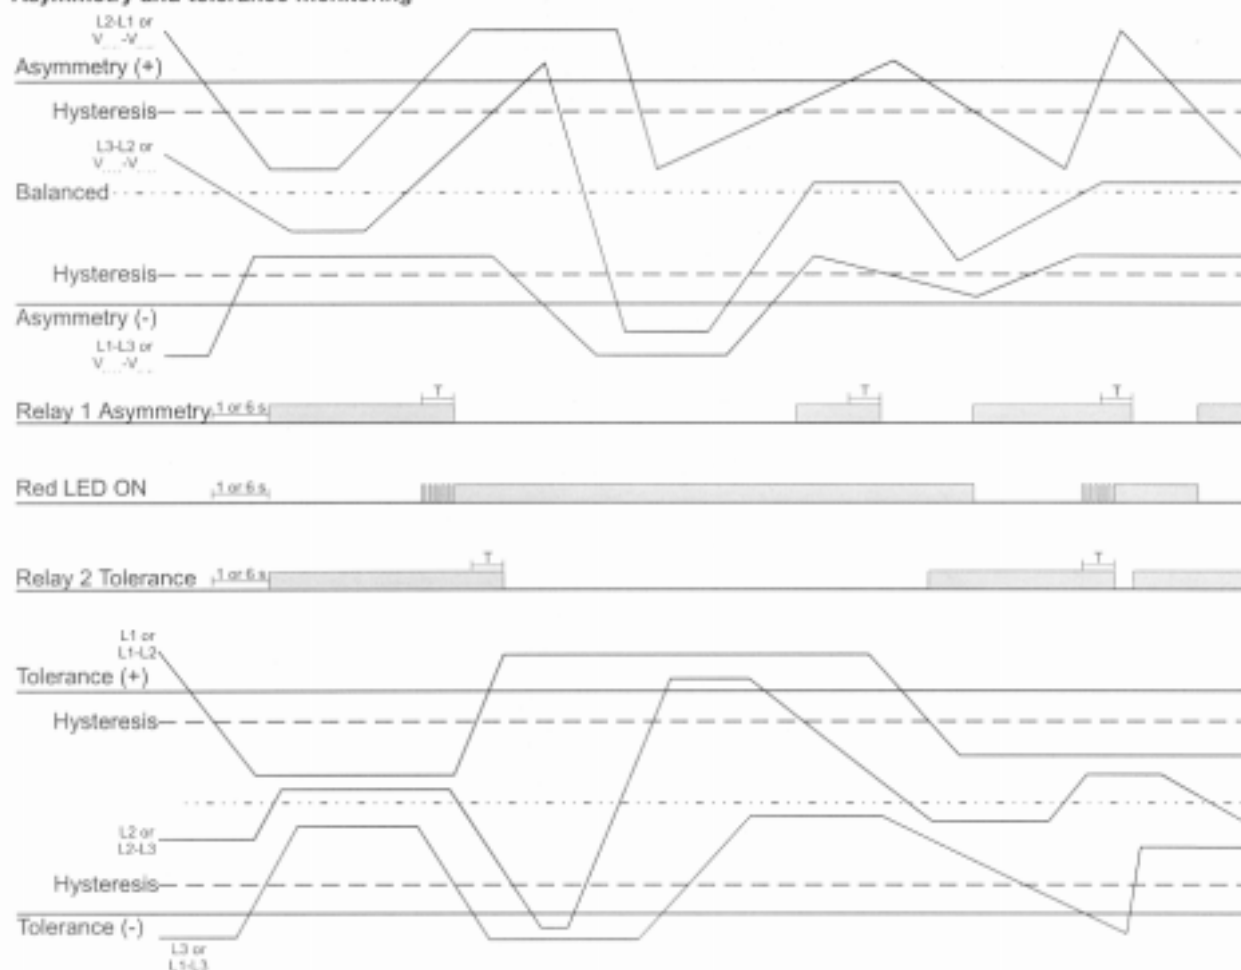 Asymmetry and tolerance monitoring
L2-L1 or
V -V
Asymmetry (+)
Hysteresis
L3-L2 or
V -V
Balanced
Hysteresis
Asymmetry (-)
L1-L3 or
V -V
T
T
T
Relay 1 Asymmetry
1 or 6 s
Red LED ON
1 or 6 s
T
T
Relay 2 Tolerance
1 or 6 s
L1 or
L1-L2
Tolerance (+)
Hysteresis
L2 or
L2-L3
Hysteresis
Tolerance (-)
L3 or
L1-L3